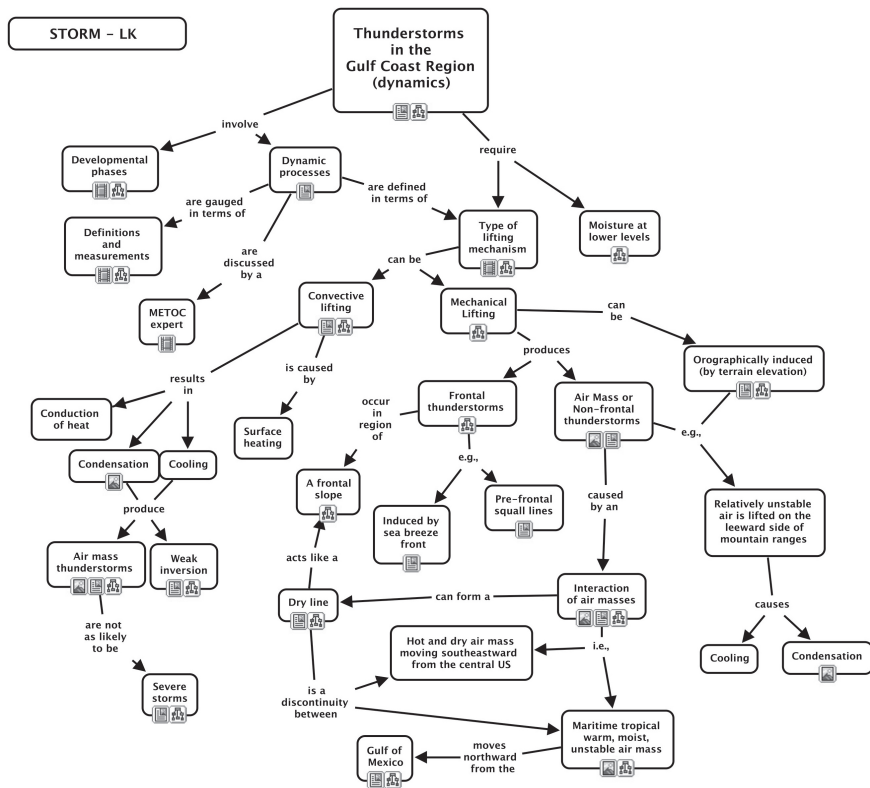 STORM – LK
Thunderstorms
in the
Gulf Coast Region
(dynamics)
involve
require
Developmental
phases
Dynamic
processes
are gauged
in terms of
are defined
in terms of
Definitions
and
measurements
are
discussed
by a
Type of
lifting
mechanism
Moisture at
lower levels
can be
METOC
expert
Convective
lifting
Mechanical
Lifting
can
be
results
in
is caused
by
produces
Orographically induced
(by terrain elevation)
Conduction
of heat
Surface
heating
occur
in
region
of
Frontal
thunderstorms
Air Mass or
Non-frontal
thunderstorms
e.g.,
Condensation
Cooling
e.g.,
A frontal
slope
Induced by
sea breeze
front
Pre-frontal
squall lines
caused
by an
Relatively unstable
air is lifted on the
leeward side of
mountain ranges
produce
Air mass
thunderstorms
Weak
inversion
acts like a
Dry line
can form a
Interaction
of air masses
causes
are not
as likely
to be
Hot and dry air mass
moving southeastward
from the central US
i.e.,
Cooling
Condensation
Severe
storms
is a
discontinuity
between
Maritime tropical
warm, moist,
unstable air mass
Gulf of
Mexico
moves
northward
from the